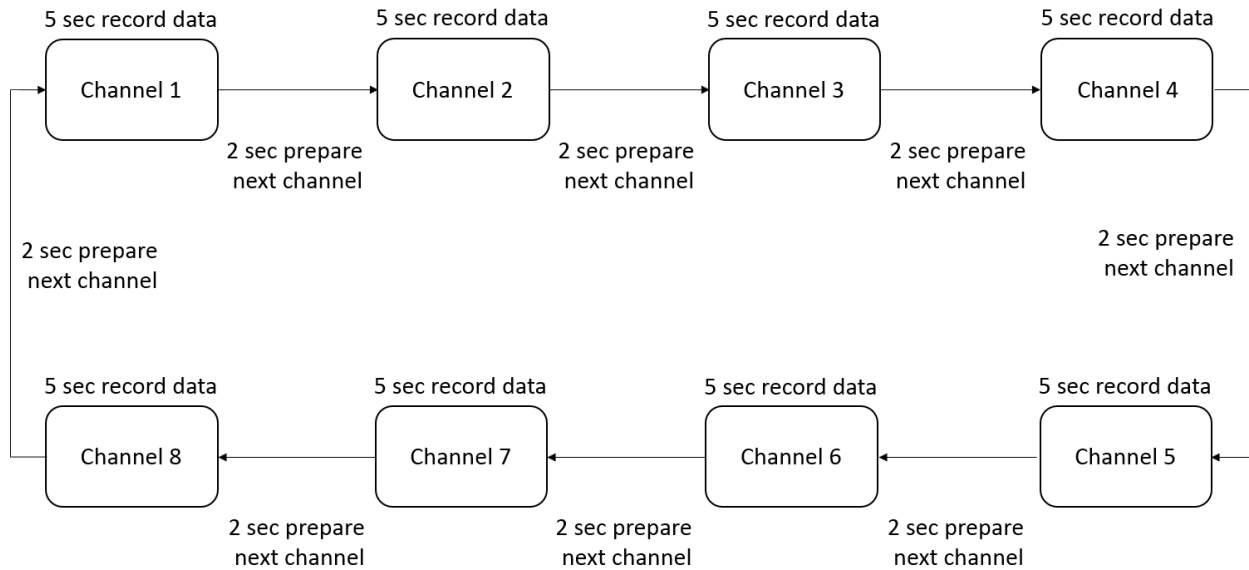 5 sec record data
5 sec record data
5 sec record data
5 sec record data
Channel 1
Channel 2
Channel 3
Channel 4
2 sec prepare
next channel
2 sec prepare
next channel
2 sec prepare
next channel
2 sec prepare
next channel
2 sec prepare
next channel
5 sec record data
5 sec record data
5 sec record data
5 sec record data
Channel 8
Channel 7
Channel 6
Channel 5
2 sec prepare
next channel
2 sec prepare
next channel
2 sec prepare
next channel